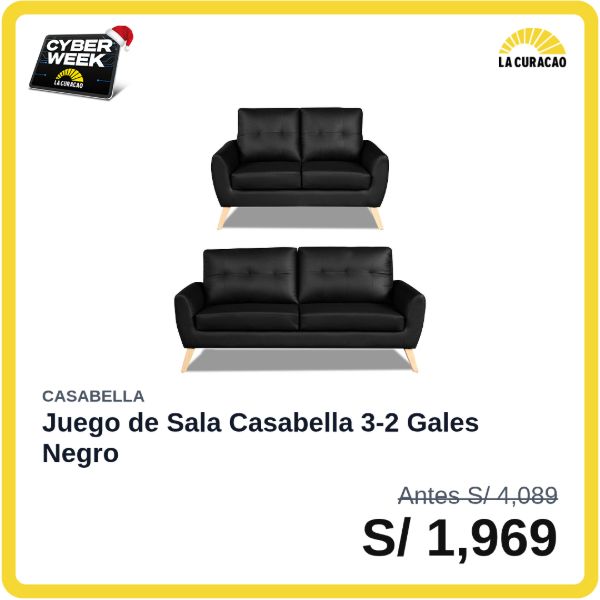 CYBER
WEEK
LA CURACAO
LA CURACAO
CASABELLA
Juego de Sala Casabella 3-2 Gales
Negro
Antes S/ 4,089
S/ 1,969